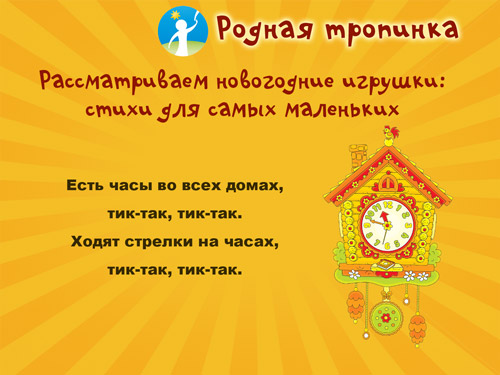 Родная тропинка
Рассматриваем новогодние игрушки:
стихи для самых маленьких
Есть часы во всех домах,
тик-так, тик-так.
Ходят стрелки на часах,
тик-так, тик-так.